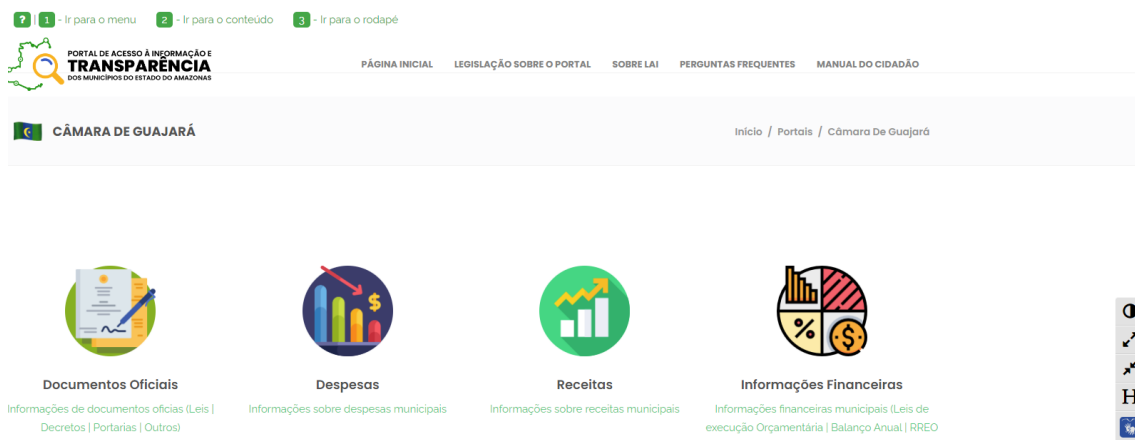 ? | 1 - Ir para o menu 2 - Ir para o conteúdo 3 - Ir para o rodapé
PORTAL DE ACESSO À INFORMAÇÃO E
TRANSPARÊNCIA
DOS MUNICÍPIOS DO ESTADO DO AMAZONAS
PÁGINA INICIAL LEGISLAÇÃO SOBRE O PORTAL SOBRE LAI PERGUNTAS FREQUENTES MANUAL DO CIDADÃO
CÂMARA DE GUAJARÁ
Início / Portais / Câmara De Guajará
Documentos Oficiais
Informações de documentos oficias (Leis |
Decretos | Portarias | Outros)
Despesas
Informações sobre despesas municipais
Receitas
Informações sobre receitas municipais
Informações Financeiras
Informações financeiras municipais (Leis de
execução Orçamentária | Balanço Anual | RREO
H